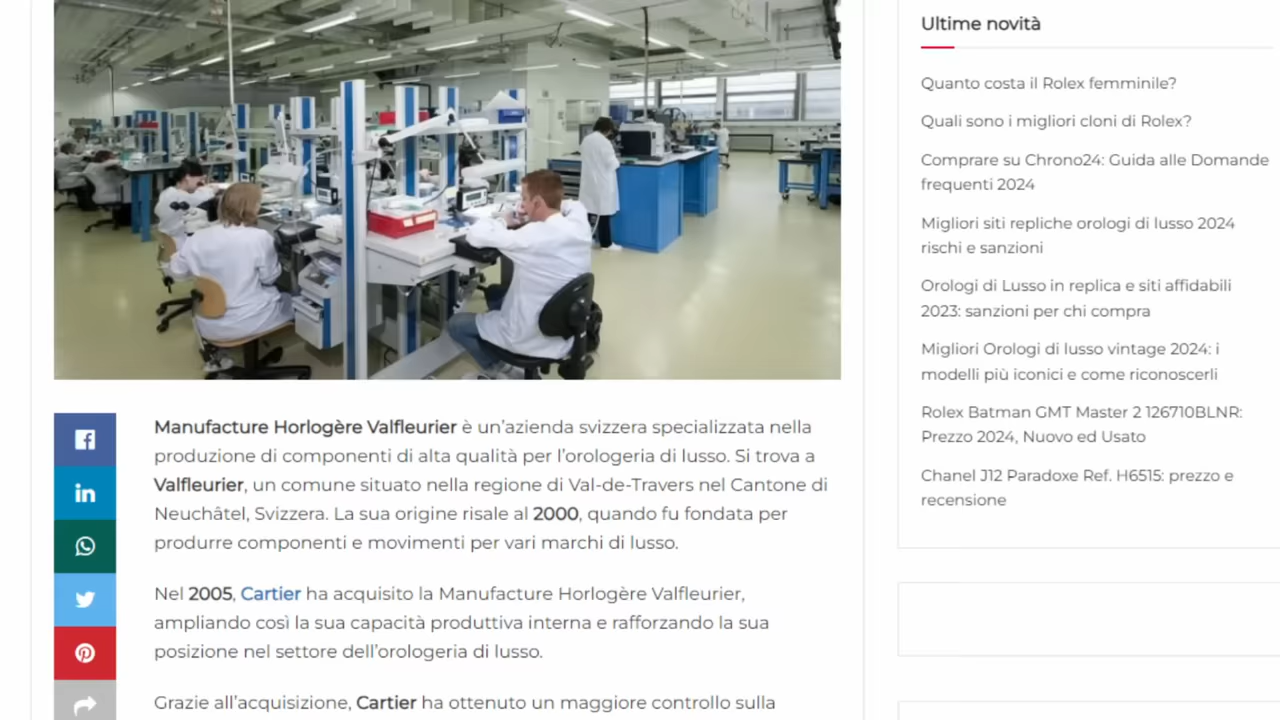 Manufacture Horlogère Valfleurier è un'azienda svizzera specializzata nella
produzione di componenti di alta qualità per l'orologeria di lusso. Si trova a
Valfleurier, un comune situato nella regione di Val-de-Travers nel Cantone di
Neuchâtel, Svizzera. La sua origine risale al 2000, quando fu fondata per
produrre componenti e movimenti per vari marchi di lusso.
Nel 2005, Cartier ha acquisito la Manufacture Horlogère Valfleurier,
ampliando così la sua capacità produttiva interna e rafforzando la sua
posizione nel settore dell'orologeria di lusso.
Grazie all'acquisizione, Cartier ha ottenuto un maggiore controllo sulla
Ultime novità
Quanto costa il Rolex femminile?
Quali sono i migliori cloni di Rolex?
Comprare su Chrono24: Guida alle Domande
frequenti 2024
Migliori siti repliche orologi di lusso 2024
rischi e sanzioni
Orologi di Lusso in replica e siti affidabili
2023: sanzioni per chi compra
Migliori Orologi di lusso vintage 2024: i
modelli più iconici e come riconoscerli
Rolex Batman GMT Master 2 126710BLNR:
Prezzo 2024, Nuovo ed Usato
Chanel J12 Paradoxe Ref. H6515: prezzo e
recensione